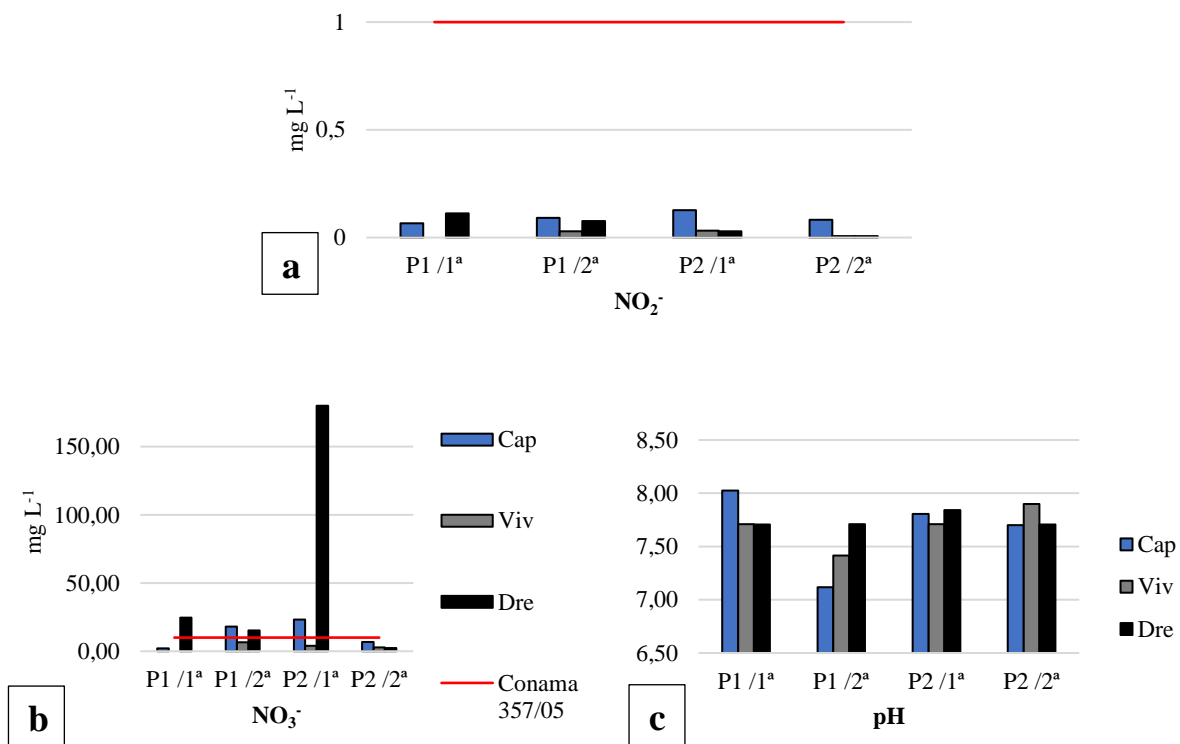 mg L⁻¹
1
0,5
0
P1 /1ª P1 /2ª P2 /1ª P2 /2ª
NO₂⁻
a
mg L⁻¹
150,00
100,00
50,00
0,00
P1 /1ª P1 /2ª P2 /1ª P2 /2ª
NO₃⁻
b
Cap
Viv
Dre
Conama
357/05
8,50
8,00
7,50
7,00
6,50
P1 /1ª P1 /2ª P2 /1ª P2 /2ª
pH
c
Cap
Viv
Dre